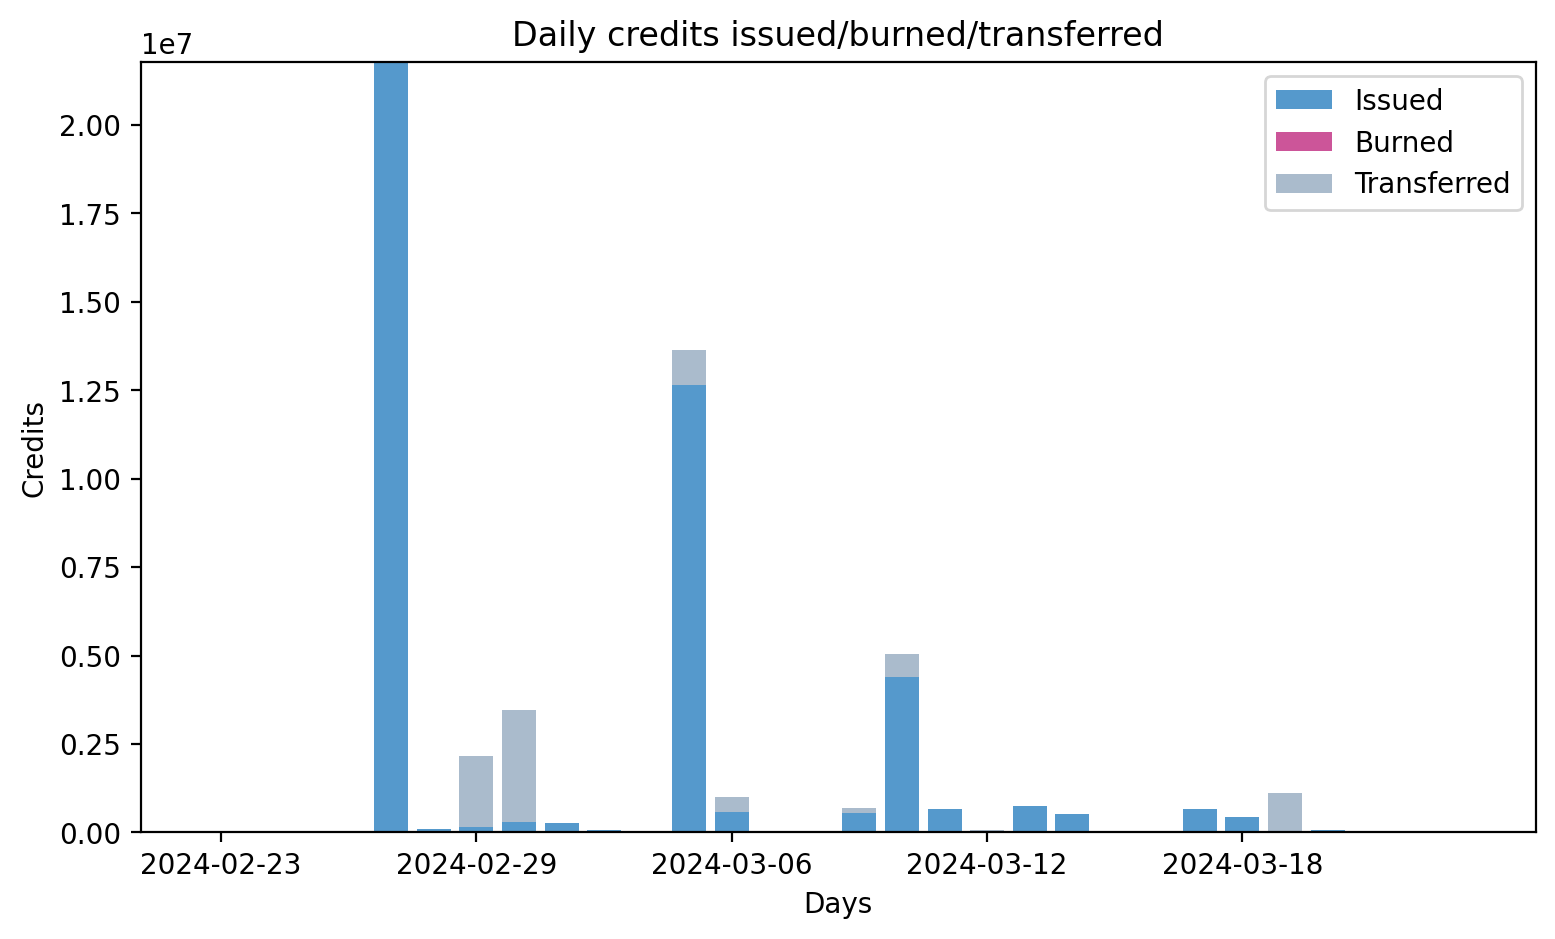 Daily credits issued/burned/transferred
1e7
Issued
Burned
Transferred
2.00
1.75
1.50
1.25
1.00
0.75
0.50
0.25
0.00
Credits
2024-02-23 2024-02-29 2024-03-06 2024-03-12 2024-03-18
Days